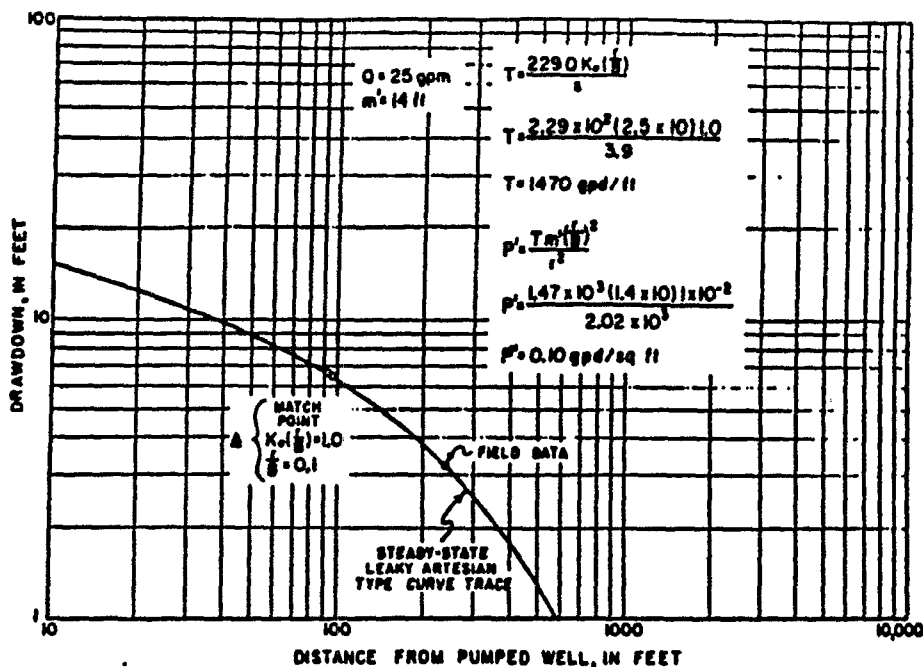 100
10
1
DRAWDOWN, IN FEET
Q = 25 gpm
m' = 14 ft
T = 229 Q K₀(r/B) / s
T = 2.29 x 10² (2.5 x 10) 1.0 / 3.9
T = 1470 gpd/ft
P' = T m' (r/B)² / r²
P' = 1.47 x 10³ (1.4 x 10) 1 x 10⁻² / 2.02 x 10³
P' = 0.10 gpd/sq ft
MATCH
POINT
K₀(r/B) = 1.0
r/B = 0.1
FIELD DATA
STEADY-STATE
LEAKY ARTESIAN
TYPE CURVE TRACE
10 100 1000 10,000
DISTANCE FROM PUMPED WELL, IN FEET